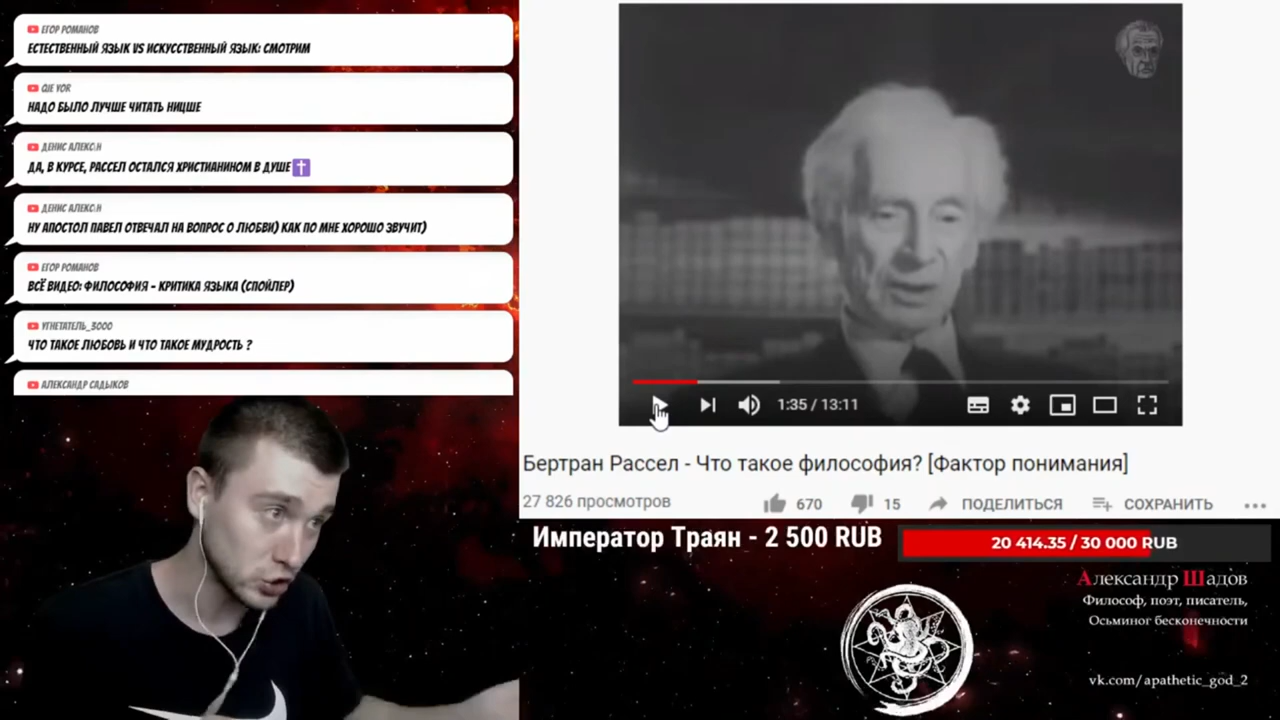 ЕГОР РОМАНОВ
ЕСТЕСТВЕННЫЙ ЯЗЫК VS ИСКУССТВЕННЫЙ ЯЗЫК: СМОТРИМ
QJE YOR
НАДО БЫЛО ЛУЧШЕ ЧИТАТЬ НИЦШЕ
ДЕНИС АЛЕКСОН
ДА, В КУРСЕ, РАССЕЛ ОСТАЛСЯ ХРИСТИАНИНОМ В ДУШЕ✝️
ДЕНИС АЛЕКСОН
НУ АПОСТОЛ ПАВЕЛ ОТВЕЧАЛ НА ВОПРОС О ЛЮБВИ) КАК ПО МНЕ ХОРОШО ЗВУЧИТ)
ЕГОР РОМАНОВ
ВСЁ ВИДЕО: ФИЛОСОФИЯ - КРИТИКА ЯЗЫКА (СПОЙЛЕР)
УГНЕТАТЕЛЬ_3000
ЧТО ТАКОЕ ЛЮБОВЬ И ЧТО ТАКОЕ МУДРОСТЬ ?
АЛЕКСАНДР САДЫКОВ
1:35 / 13:11
Бертран Рассел - Что такое философия? [Фактор понимания]
27 826 просмотров
670
15
ПОДЕЛИТЬСЯ
СОХРАНИТЬ
Император Траян - 2 500 RUB
20 414.35 / 30 000 RUB
Александр Шадов
Философ, поэт, писатель,
Осьминог бесконечности
vk.com/apathetic_god_2